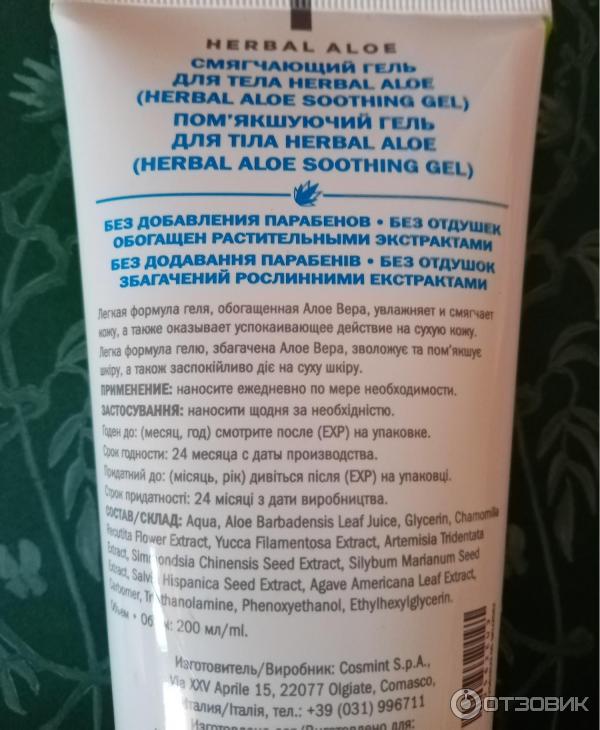 HERBAL ALOE
СМЯГЧАЮЩИЙ ГЕЛЬ
ДЛЯ ТЕЛА HERBAL ALOE
(HERBAL ALOE SOOTHING GEL)
ПОМ'ЯКШУЮЧИЙ ГЕЛЬ
ДЛЯ ТІЛА HERBAL ALOE
(HERBAL ALOE SOOTHING GEL)
БЕЗ ДОБАВЛЕНИЯ ПАРАБЕНОВ • БЕЗ ОТДУШЕК
ОБОГАЩЕН РАСТИТЕЛЬНЫМИ ЭКСТРАКТАМИ
БЕЗ ДОДАВАННЯ ПАРАБЕНІВ • БЕЗ ОТДУШОК
ЗБАГАЧЕНИЙ РОСЛИННИМИ ЕКСТРАКТАМИ
Легкая формула геля, обогащенная Алое Вера, увлажняет и смягчает
кожу, а также оказывает успокаивающее действие на сухую кожу.
Легка формула гелю, збагачена Алое Вера, зволожує та пом'якшує
шкіру, а також заспокійливо діє на суху шкіру.
ПРИМЕНЕНИЕ: наносите ежедневно по мере необходимости.
ЗАСТОСУВАННЯ: наносити щодня за необхідністю.
Годен до: (месяц, год) смотрите после (EXP) на упаковке.
Срок годности: 24 месяца с даты производства.
Придатний до: (місяць, рік) дивіться після (EXP) на упаковці.
Строк придатності: 24 місяці з дати виробництва.
СОСТАВ/СКЛАД: Aqua, Aloe Barbadensis Leaf Juice, Glycerin, Chamomilla
Recutita Flower Extract, Yucca Filamentosa Extract, Artemisia Tridentata
Extract, Simmondsia Chinensis Seed Extract, Silybum Marianum Seed
Extract, Salvia Hispanica Seed Extract, Agave Americana Leaf Extract,
Carbomer, Triethanolamine, Phenoxyethanol, Ethylhexylglycerin.
Объем • Об'єм: 200 мл/ml.
Изготовитель/Виробник: Cosmint S.p.A.,
Via XXV Aprile 15, 22077 Olgiate, Comasco,
Италия/Італія, тел.: +39 (031) 996711
Изготовлено для:/Виготовлено для:
ОТЗОВИК